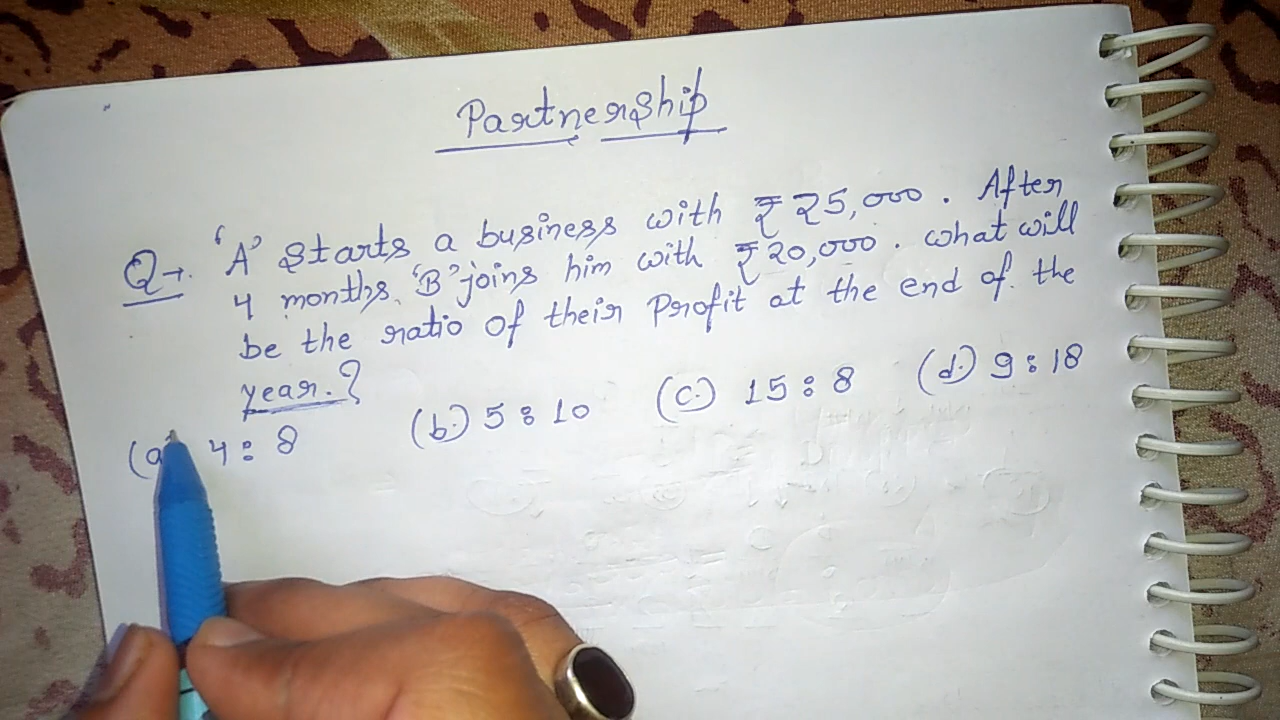 Partnership
Q→. 'A' starts a business with ₹25,000. After
4 months, 'B' joins him with ₹20,000. what will
be the ratio of their Profit at the end of the
year.?
(a 4:8 (b.) 5:10 (c.) 15:8 (d.) 9:18